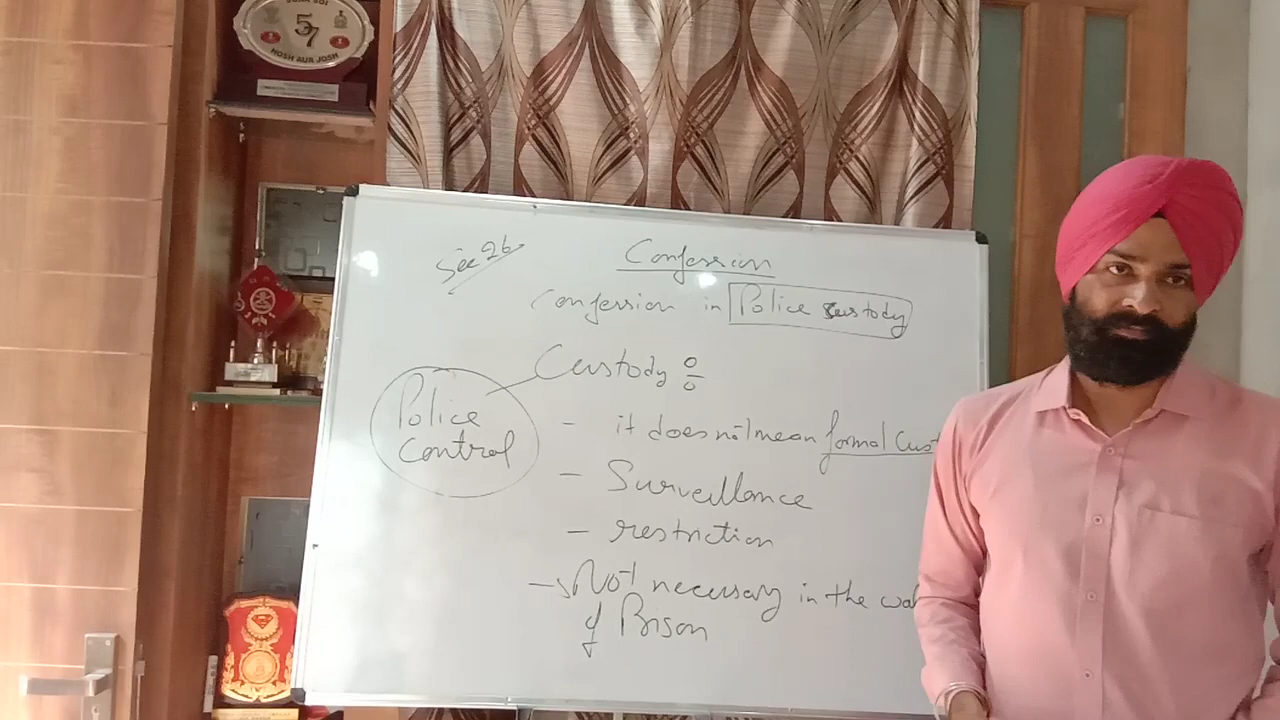 57
HOSH AUR JOSH
Sec 26
Confession
Confession in Police Custody
Custody :-
Police
Control
- it does not mean formal Cust
- Surveillance
- restriction
-> Not necessary in the wal
of Prison